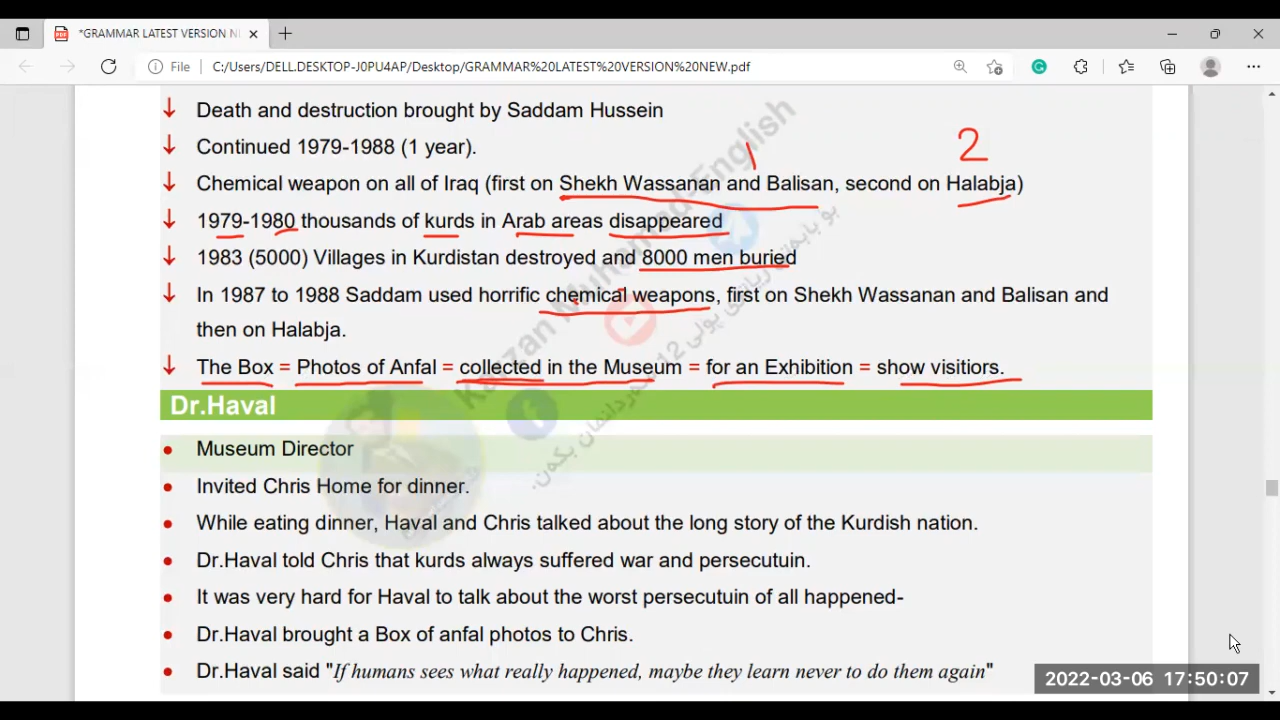 *GRAMMAR LATEST VERSION N
File C:/Users/DELL.DESKTOP-J0PU4AP/Desktop/GRAMMAR%20LATEST%20VERSION%20NEW.pdf
Death and destruction brought by Saddam Hussein
Continued 1979-1988 (1 year).
1 2
Chemical weapon on all of Iraq (first on Shekh Wassanan and Balisan, second on Halabja)
1979-1980 thousands of kurds in Arab areas disappeared
1983 (5000) Villages in Kurdistan destroyed and 8000 men buried
In 1987 to 1988 Saddam used horrific chemical weapons, first on Shekh Wassanan and Balisan and
then on Halabja.
The Box = Photos of Anfal = collected in the Museum = for an Exhibition = show visitiors.
Dr.Haval
Museum Director
Invited Chris Home for dinner.
While eating dinner, Haval and Chris talked about the long story of the Kurdish nation.
Dr.Haval told Chris that kurds always suffered war and persecutuin.
It was very hard for Haval to talk about the worst persecutuin of all happened-
Dr.Haval brought a Box of anfal photos to Chris.
Dr.Haval said "If humans sees what really happened, maybe they learn never to do them again"
2022-03-06 17:50:07
Muhamad-English